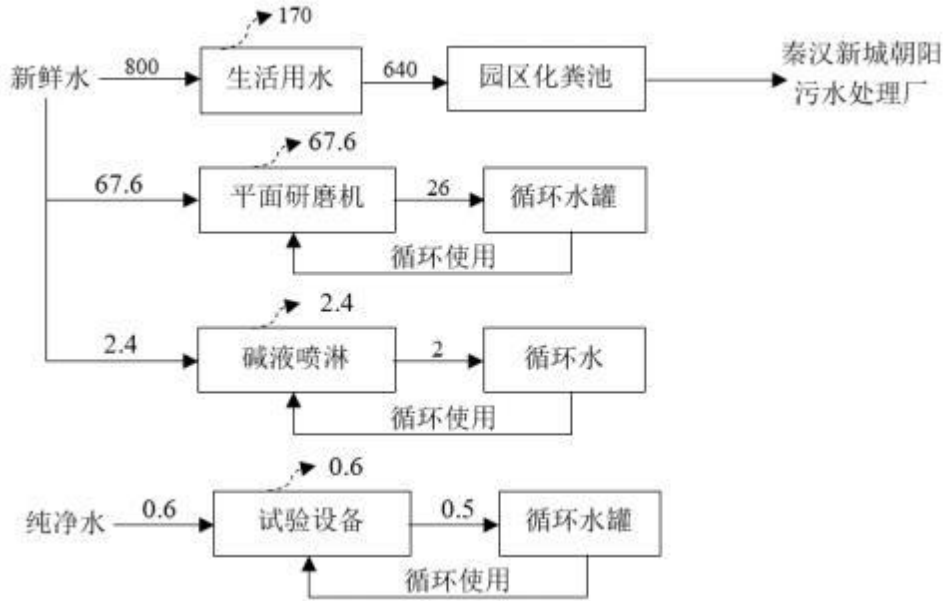 170
新鲜水
800
生活用水
640
园区化粪池
秦汉新城朝阳
污水处理厂
67.6
67.6
平面研磨机
26
循环水罐
循环使用
2.4
2.4
碱液喷淋
2
循环水
循环使用
0.6
纯净水
0.6
试验设备
0.5
循环水罐
循环使用